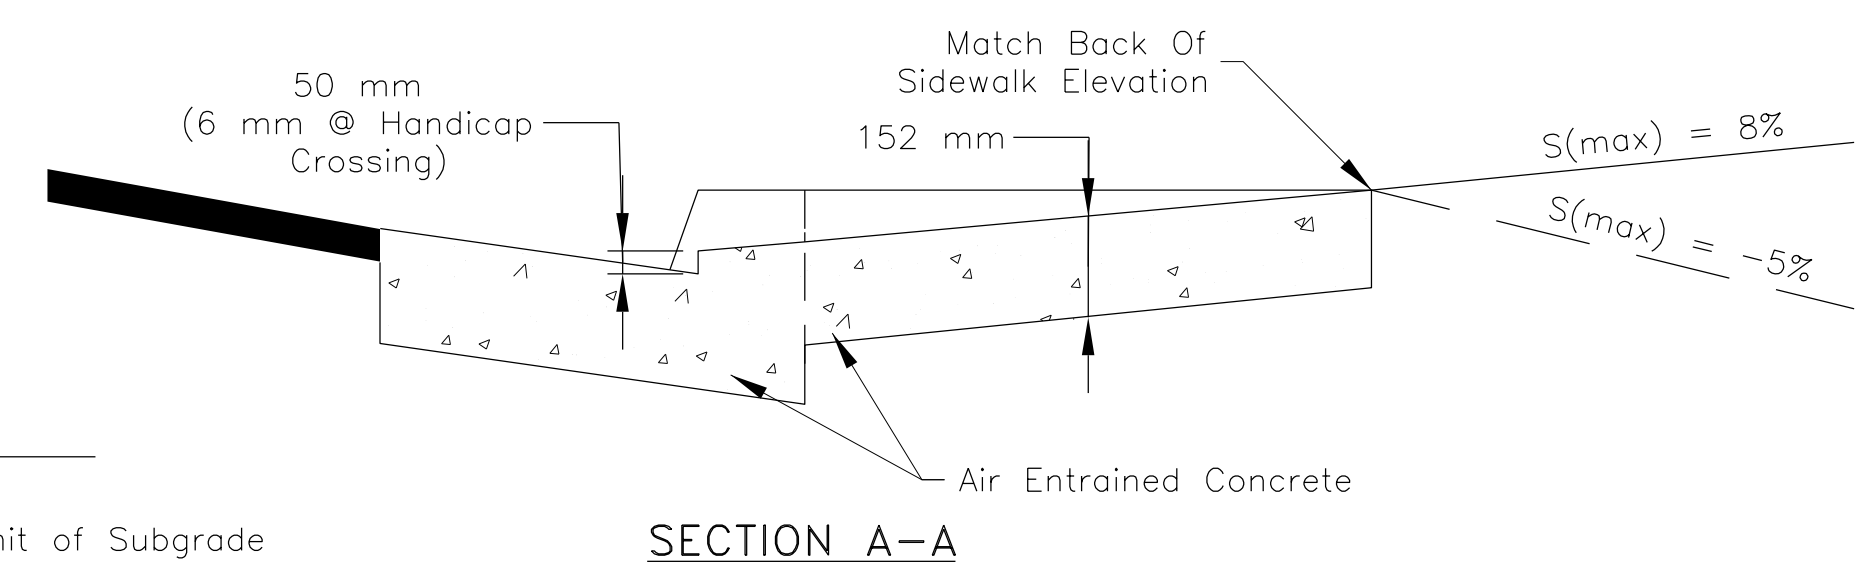 Match Back Of
Sidewalk Elevation
50 mm
(6 mm @ Handicap
Crossing)
152 mm
S(max) = 8%
S(max) = -5%
Air Entrained Concrete
of Subgrade
SECTION A-A